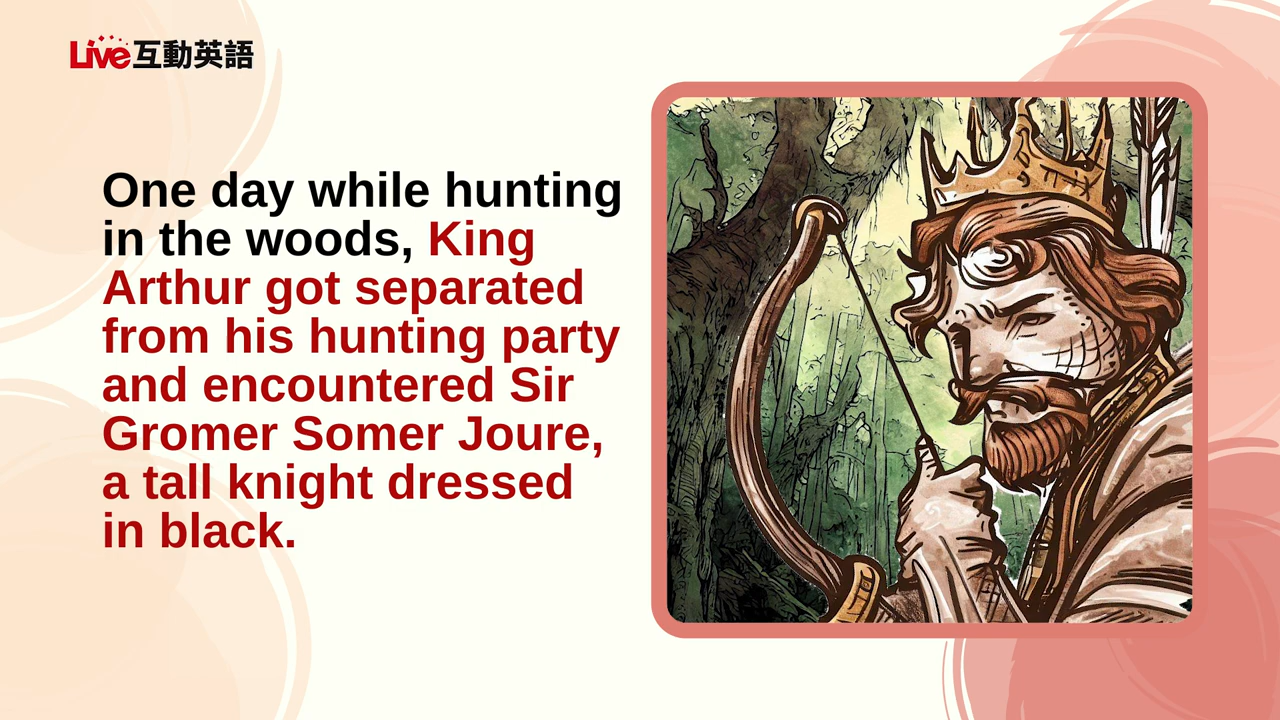 Live互動英語
One day while hunting
in the woods, King
Arthur got separated
from his hunting party
and encountered Sir
Gromer Somer Joure,
a tall knight dressed
in black.